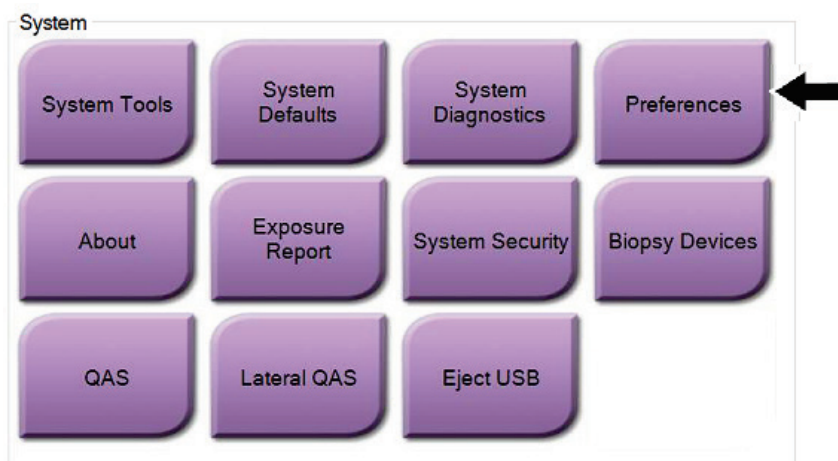 System
System Tools
System
Defaults
System
Diagnostics
Preferences
About
Exposure
Report
System Security
Biopsy Devices
QAS
Lateral QAS
Eject USB